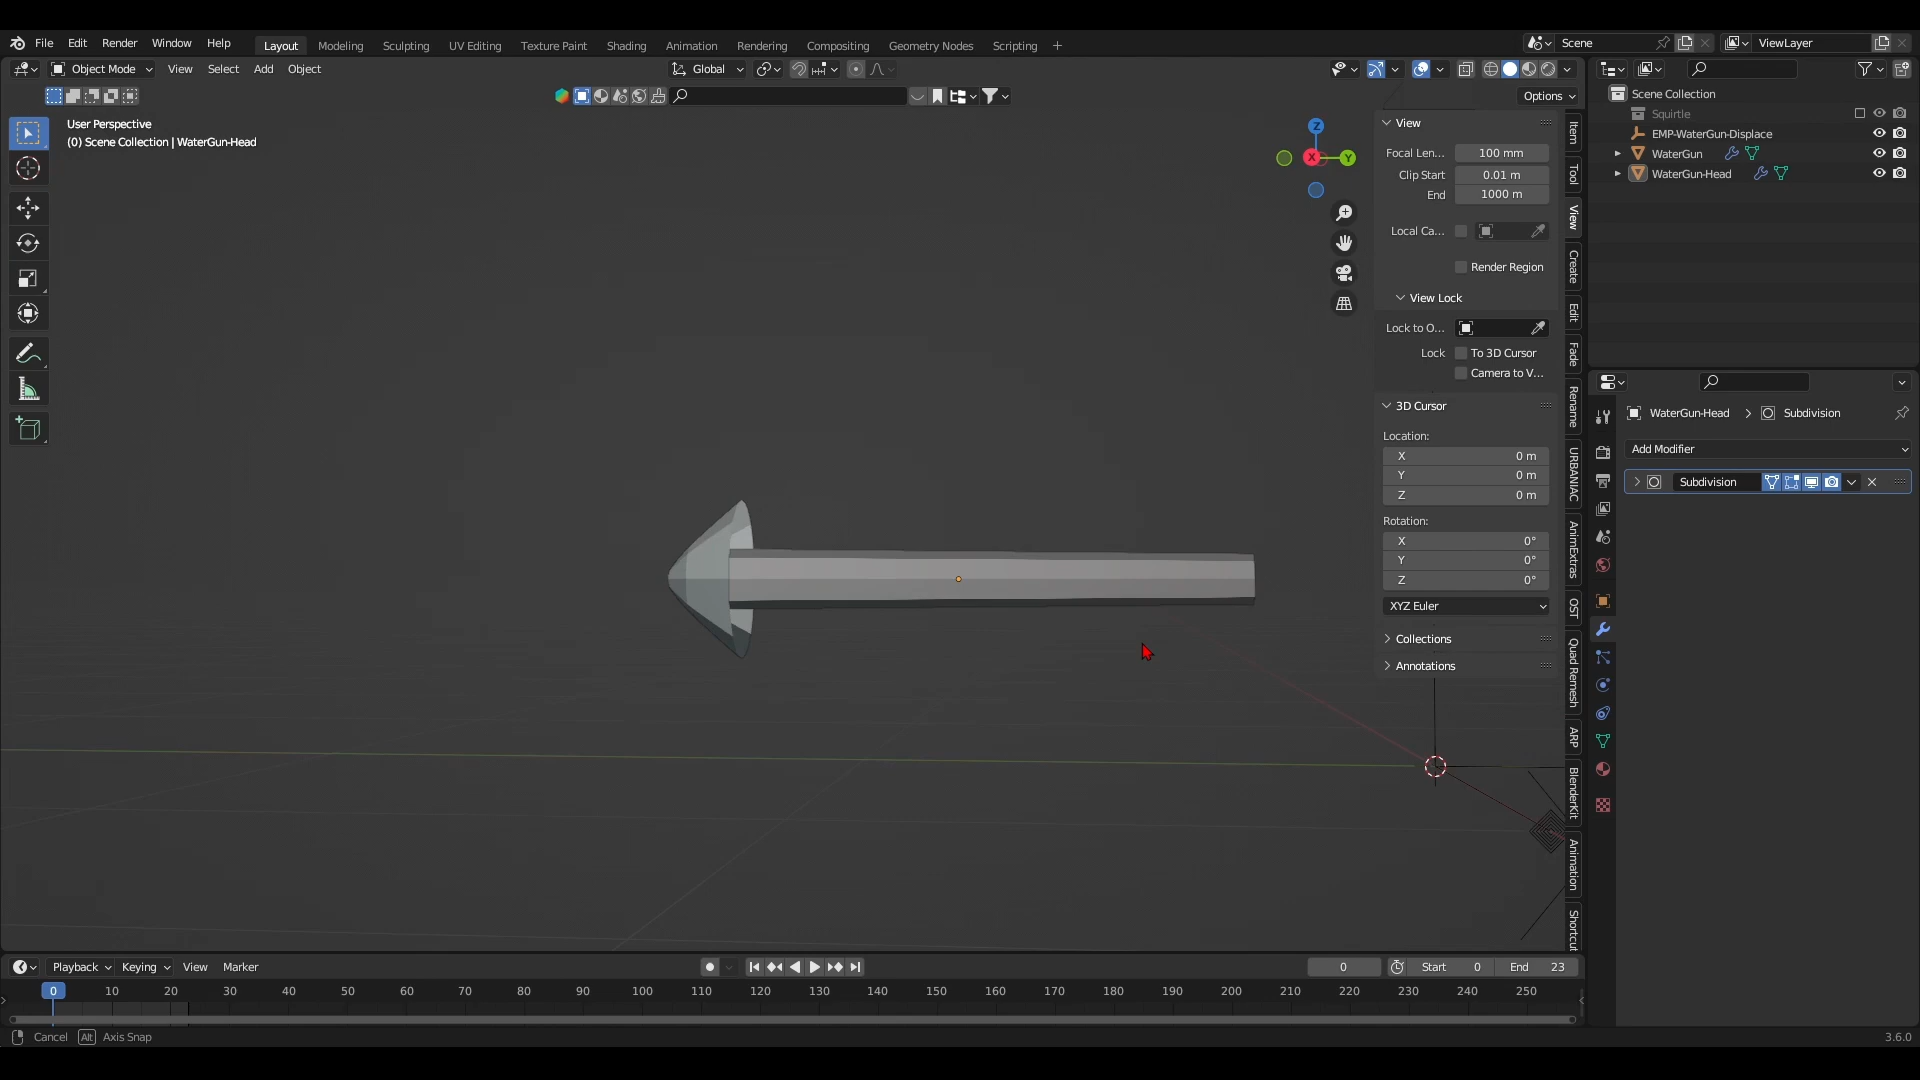 File Edit Render Window Help
Layout Modeling Sculpting UV Editing Texture Paint Shading Animation Rendering Compositing Geometry Nodes Scripting +
Scene
ViewLayer
Object Mode View Select Add Object
Global
Options
User Perspective
(0) Scene Collection | WaterGun-Head
Z
X
Y
View
Focal Len... 100 mm
Clip Start 0.01 m
End 1000 m
Local Ca...
Render Region
View Lock
Lock to O...
Lock To 3D Cursor
Camera to V...
3D Cursor
Location:
X 0 m
Y 0 m
Z 0 m
Rotation:
X 0°
Y 0°
Z 0°
XYZ Euler
Collections
Annotations
Item
Tool
View
Create
Edit
Fade
Rename
URBANIAC
AnimExtras
OST
Quad Remesh
ARP
BlenderKit
Animation
Shortcut
Scene Collection
Squirtle
EMP-WaterGun-Displace
WaterGun
WaterGun-Head
WaterGun-Head > Subdivision
Add Modifier
Subdivision
Playback Keying View Marker
0 Start 0 End 23
0 10 20 30 40 50 60 70 80 90 100 110 120 130 140 150 160 170 180 190 200 210 220 230 240 250
Cancel Alt Axis Snap
3.6.0